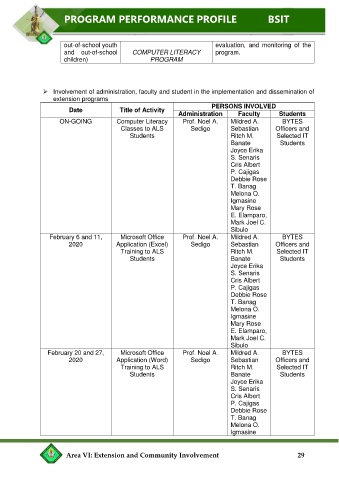 PROGRAM PERFORMANCE PROFILE BSIT
out-of-school youth
and out-of-school
children)
COMPUTER LITERACY
PROGRAM
evaluation, and monitoring of the
program.
➢ Involvement of administration, faculty and student in the implementation and dissemination of
extension programs
Date
Title of Activity
PERSONS INVOLVED
Administration
Faculty
Students
ON-GOING
Computer Literacy
Classes to ALS
Students
Prof. Noel A.
Sedigo
Mildred A.
Sebastian
Ritch M.
Banate
Joyce Erika
S. Senaris
Cris Albert
P. Cajigas
Debbie Rose
T. Banag
Melona O.
Igmasine
Mary Rose
E. Elamparo,
Mark Joel C.
Sibulo
BYTES
Officers and
Selected IT
Students
February 6 and 11,
2020
Microsoft Office
Application (Excel)
Training to ALS
Students
Prof. Noel A.
Sedigo
Mildred A.
Sebastian
Ritch M.
Banate
Joyce Erika
S. Senaris
Cris Albert
P. Cajigas
Debbie Rose
T. Banag
Melona O.
Igmasine
Mary Rose
E. Elamparo,
Mark Joel C.
Sibulo
BYTES
Officers and
Selected IT
Students
February 20 and 27,
2020
Microsoft Office
Application (Word)
Training to ALS
Students
Prof. Noel A.
Sedigo
Mildred A.
Sebastian
Ritch M.
Banate
Joyce Erika
S. Senaris
Cris Albert
P. Cajigas
Debbie Rose
T. Banag
Melona O.
Igmasine
BYTES
Officers and
Selected IT
Students
Area VI: Extension and Community Involvement 29